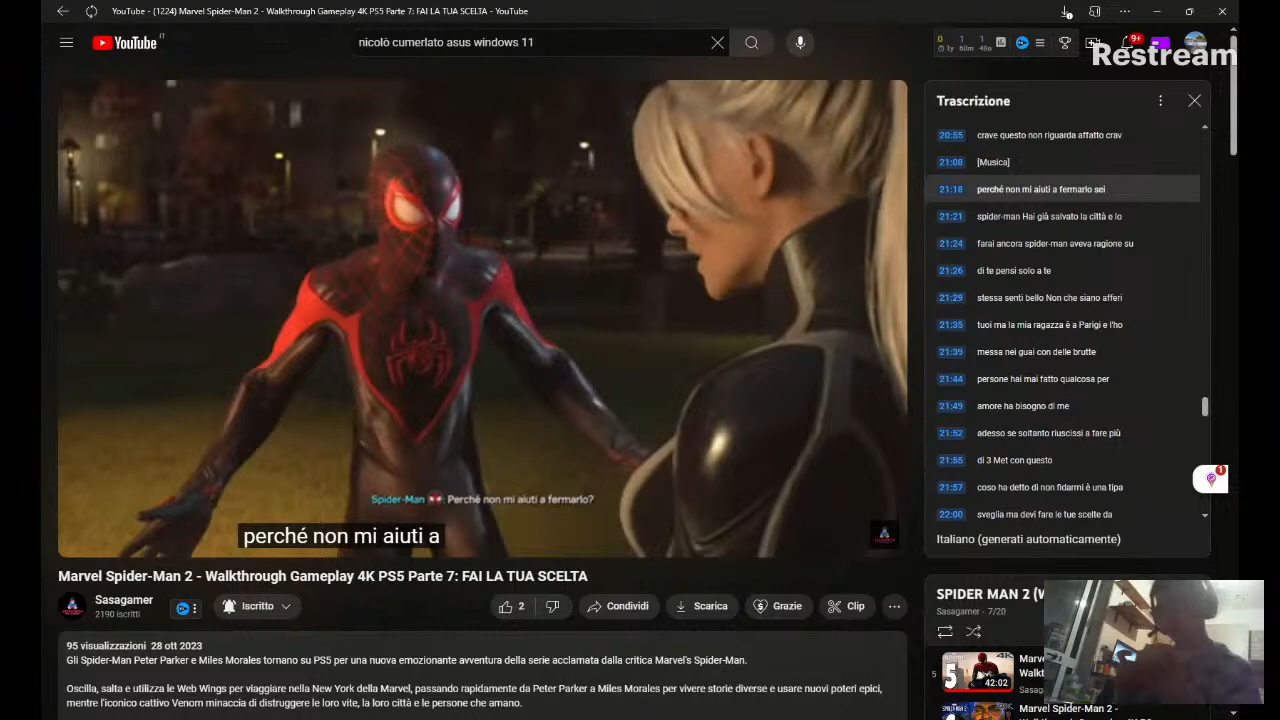 YouTube - (1224) Marvel Spider-Man 2 - Walkthrough Gameplay 4K PS5 Parte 7: FAI LA TUA SCELTA - YouTube
YouTube IT
nicolò cumerlato asus windows 11
0 1 1
1y 60m 48o
9+
Restream
Trascrizione
20:55 crave questo non riguarda affatto crav
21:08 [Musica]
21:18 perché non mi aiuti a fermarlo sei
21:21 spider-man Hai già salvato la città e lo
21:24 farai ancora spider-man aveva ragione su
21:26 di te pensi solo a te
21:29 stessa senti bello Non che siano afferi
21:35 tuoi ma la mia ragazza è a Parigi e l'ho
21:39 messa nei guai con delle brutte
21:44 persone hai mai fatto qualcosa per
21:49 amore ha bisogno di me
21:52 adesso se soltanto riuscissi a fare più
21:55 di 3 Met con questo
21:57 coso ha detto di non fidarmi è una tipa
22:00 sveglia ma devi fare le tue scelte da
1
Italiano (generati automaticamente)
Spider-Man: Perché non mi aiuti a fermarlo?
perché non mi aiuti a
Marvel Spider-Man 2 - Walkthrough Gameplay 4K PS5 Parte 7: FAI LA TUA SCELTA
Sasagamer
2190 iscritti
Iscritto
2
Condividi
Scarica
Grazie
Clip
95 visualizzazioni 28 ott 2023
Gli Spider-Man Peter Parker e Miles Morales tornano su PS5 per una nuova emozionante avventura della serie acclamata dalla critica Marvel's Spider-Man.
Oscilla, salta e utilizza le Web Wings per viaggiare nella New York della Marvel, passando rapidamente da Peter Parker a Miles Morales per vivere storie diverse e usare nuovi poteri epici,
mentre l'iconico cattivo Venom minaccia di distruggere le loro vite, la loro città e le persone che amano.
SPIDER MAN 2 (W
Sasagamer - 7/20
5
5
42:02
Marv
Walkt
Sasag
Marvel Spider-Man 2 -